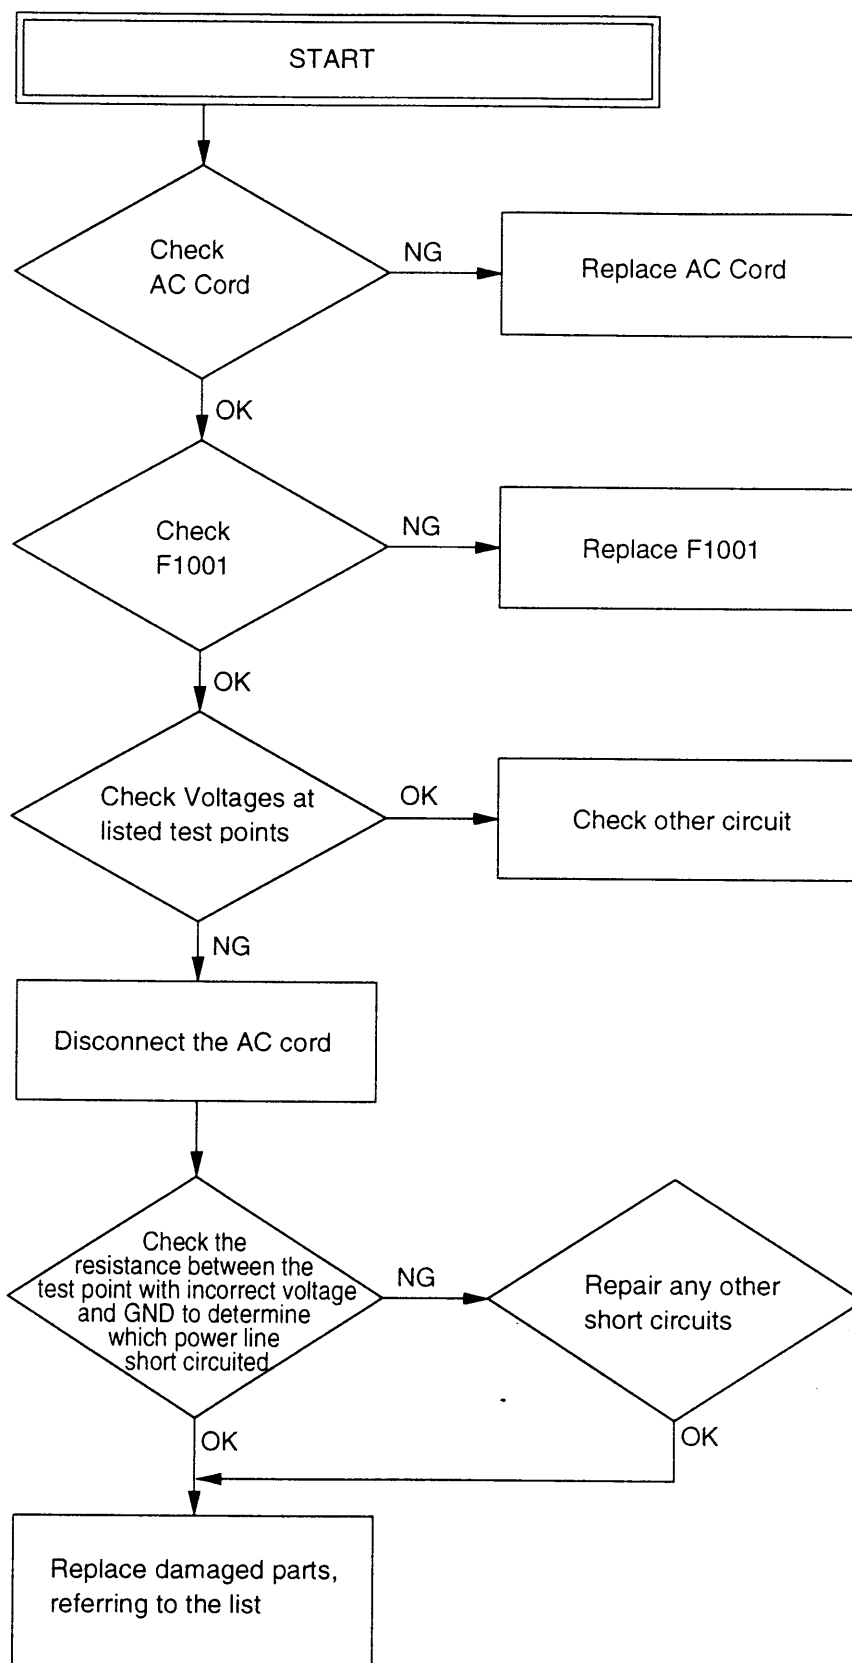 START
Check
AC Cord
NG
Replace AC Cord
OK
Check
F1001
NG
Replace F1001
OK
Check Voltages at
listed test points
OK
Check other circuit
NG
Disconnect the AC cord
Check the
resistance between the
test point with incorrect voltage
and GND to determine
which power line
short circuited
NG
Repair any other
short circuits
OK
OK
Replace damaged parts,
referring to the list